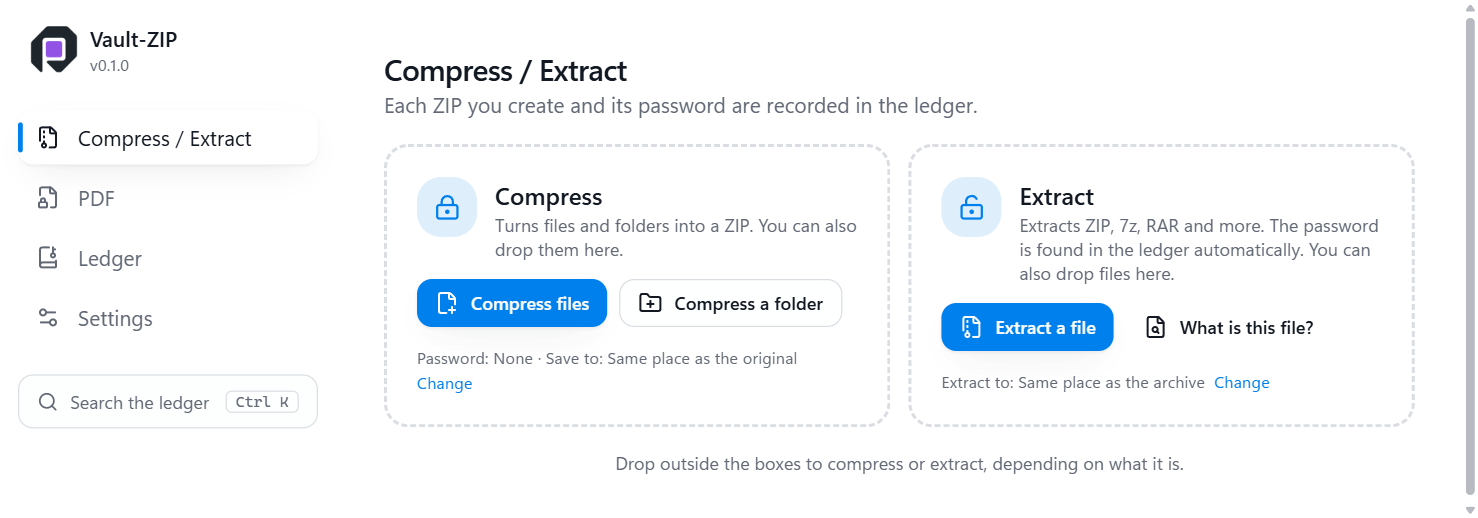 Vault-ZIP
v0.1.0
Compress / Extract
PDF
Ledger
Settings
Search the ledger Ctrl K
Compress / Extract
Each ZIP you create and its password are recorded in the ledger.
Compress
Turns files and folders into a ZIP. You can also
drop them here.
Compress files
Compress a folder
Password: None · Save to: Same place as the original
Change
Extract
Extracts ZIP, 7z, RAR and more. The password
is found in the ledger automatically. You can
also drop files here.
Extract a file
What is this file?
Extract to: Same place as the archive Change
Drop outside the boxes to compress or extract, depending on what it is.